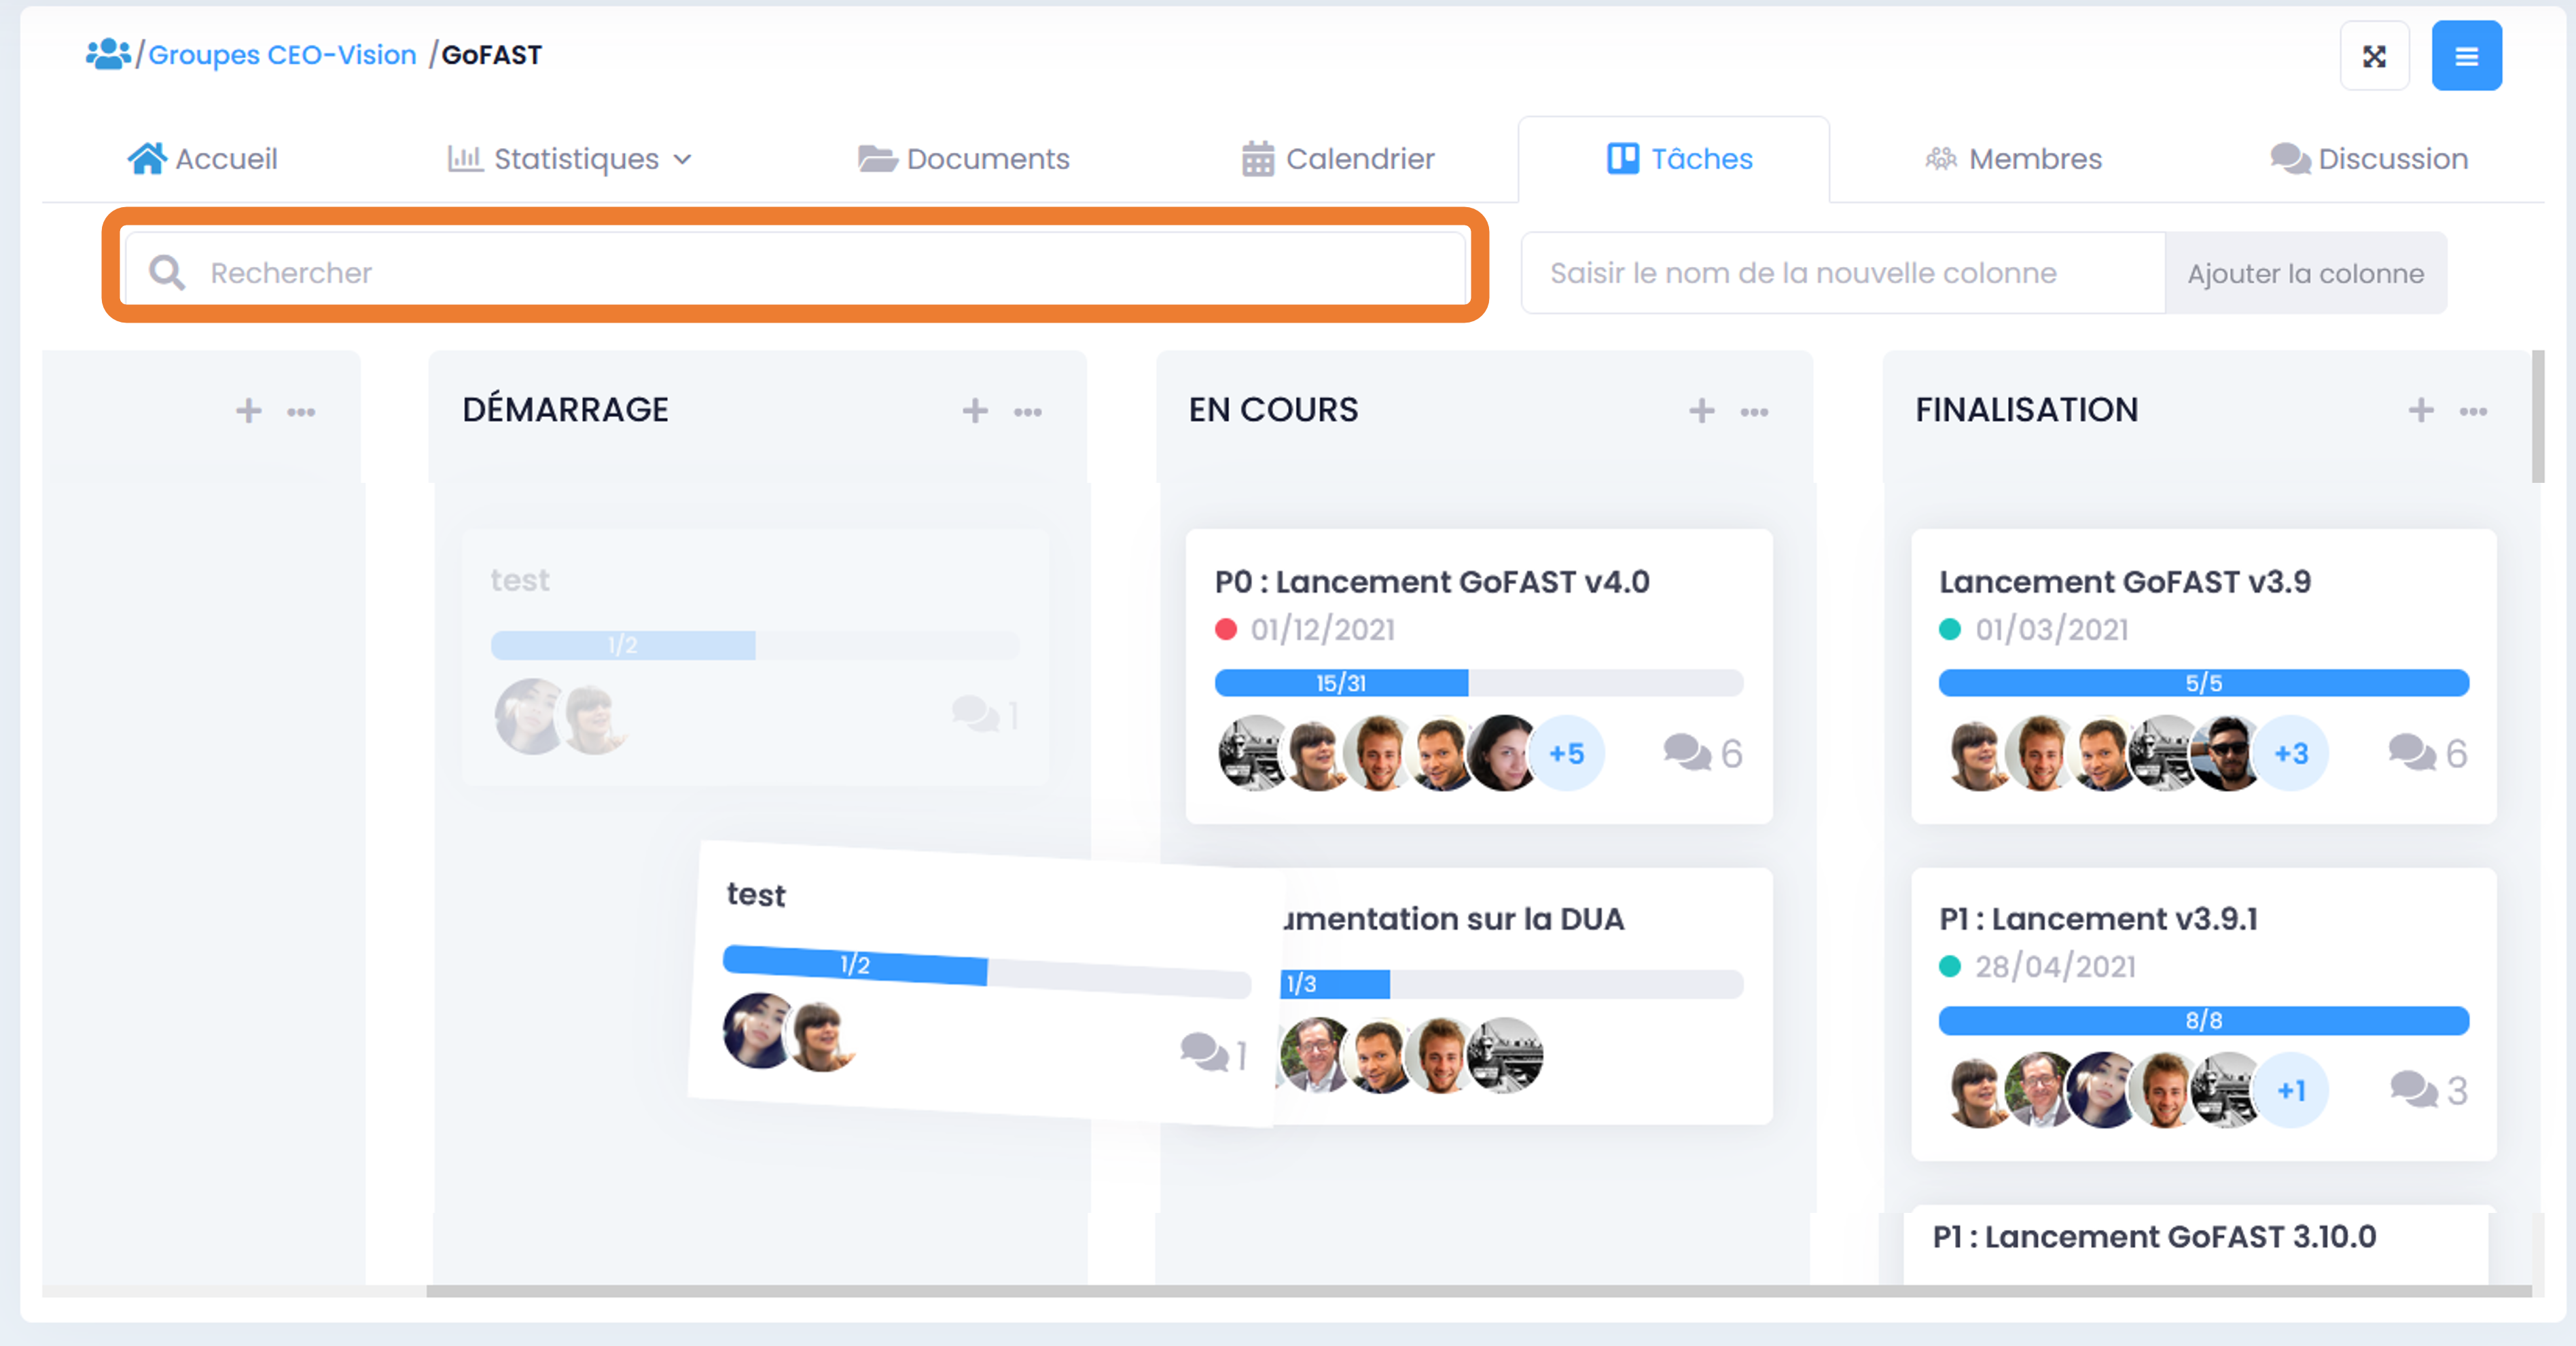 /Groupes CEO-Vision /GoFAST
Accueil
Statistiques
Documents
Calendrier
Tâches
Membres
Discussion
Rechercher
Saisir le nom de la nouvelle colonne
Ajouter la colonne
DÉMARRAGE
test
1/2
1
test
1/2
1
EN COURS
P0 : Lancement GoFAST v4.0
01/12/2021
15/31
+5
6
umentation sur la DUA
1/3
FINALISATION
Lancement GoFAST v3.9
01/03/2021
5/5
+3
6
P1 : Lancement v3.9.1
28/04/2021
8/8
+1
3
P1 : Lancement GoFAST 3.10.0